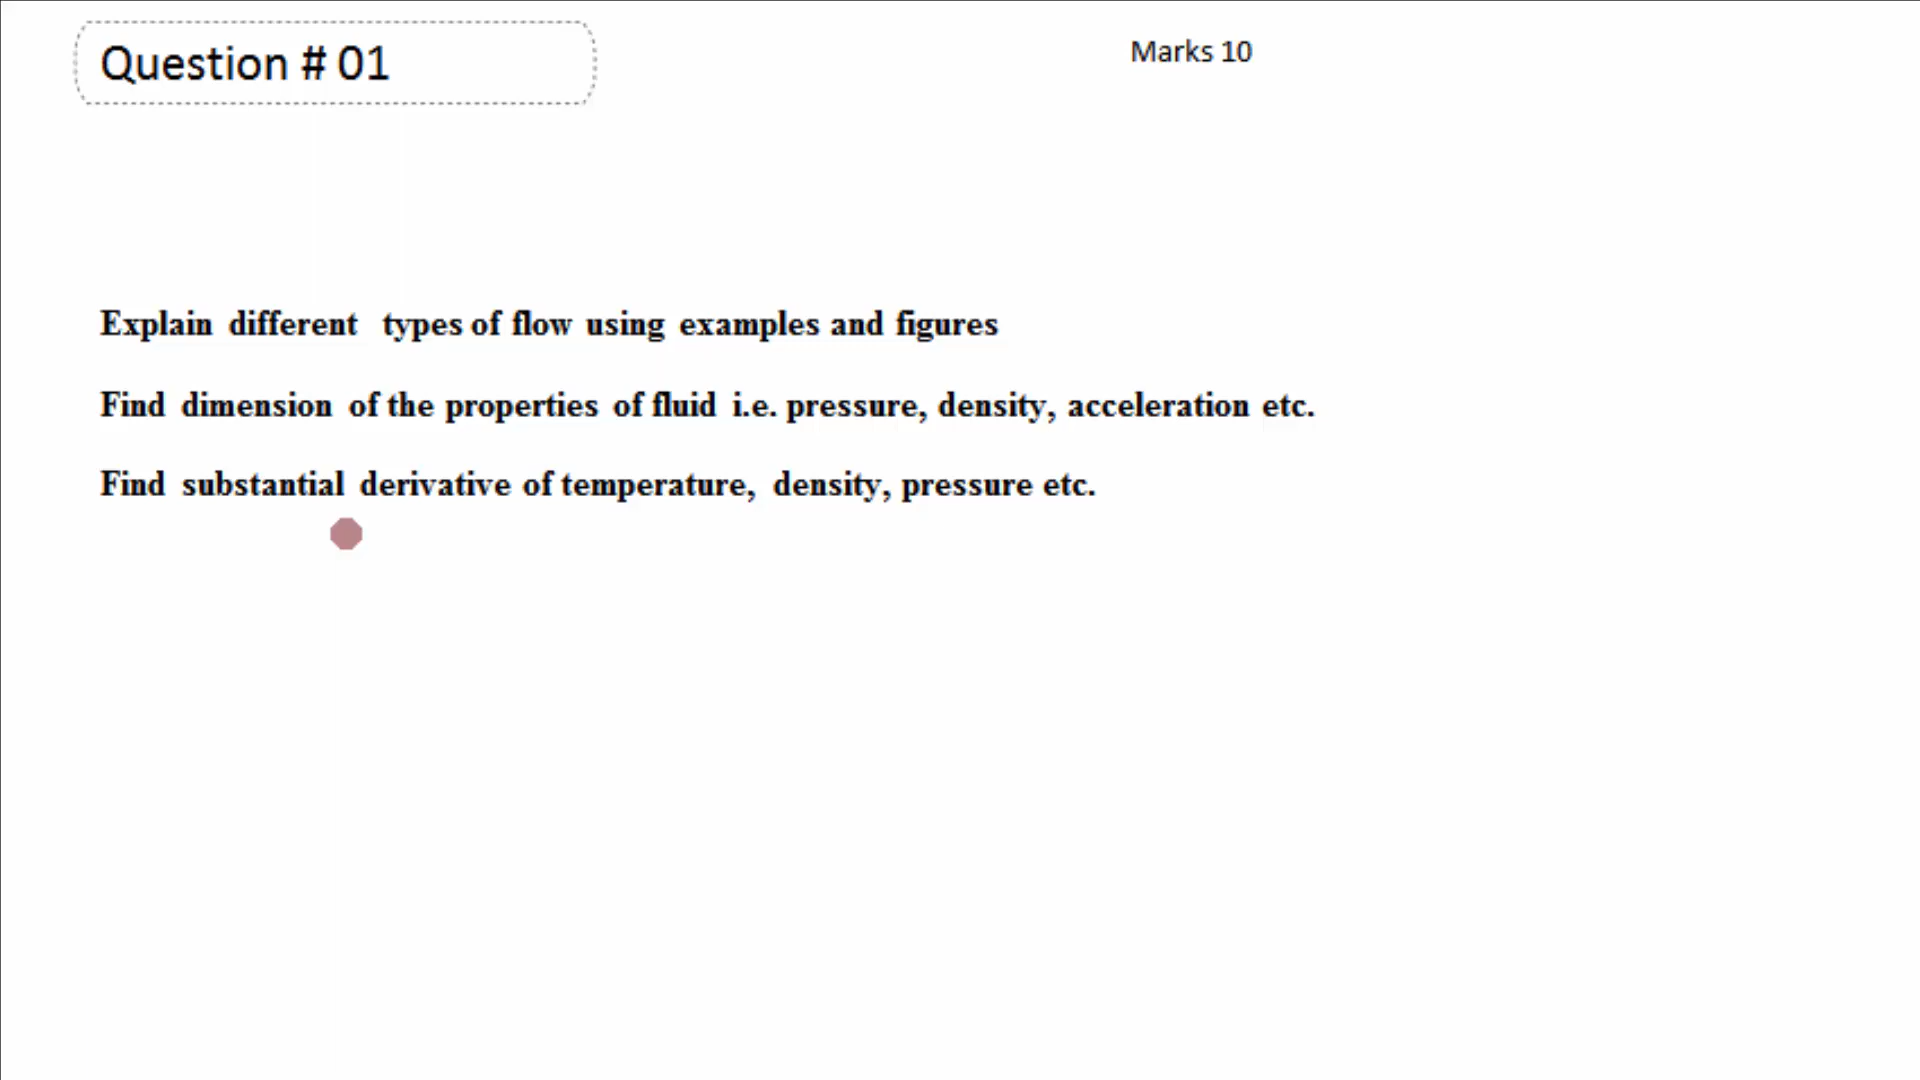 Question # 01
Marks 10
Explain different types of flow using examples and figures
Find dimension of the properties of fluid i.e. pressure, density, acceleration etc.
Find substantial derivative of temperature, density, pressure etc.